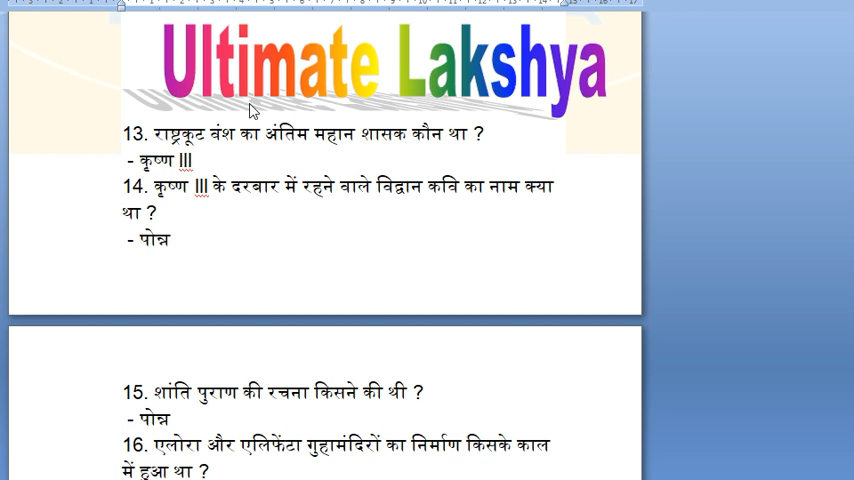 Ultimate Lakshya
13. राष्ट्रकूट वंश का अंतिम महान शासक कौन था ?
- कृष्ण III
14. कृष्ण III के दरबार में रहने वाले विद्वान कवि का नाम क्या
था ?
- पोन्न
15. शांति पुराण की रचना किसने की थी ?
- पोन्न
16. एलोरा और एलिफेंटा गुहामंदिरों का निर्माण किसके काल
में हुआ था ?